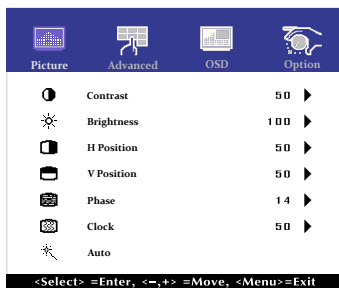 Picture Advanced OSD Option
Contrast 50
Brightness 100
H Position 50
V Position 50
Phase 14
Clock 50
Auto
<Select> =Enter, <−,+> =Move, <Menu>=Exit